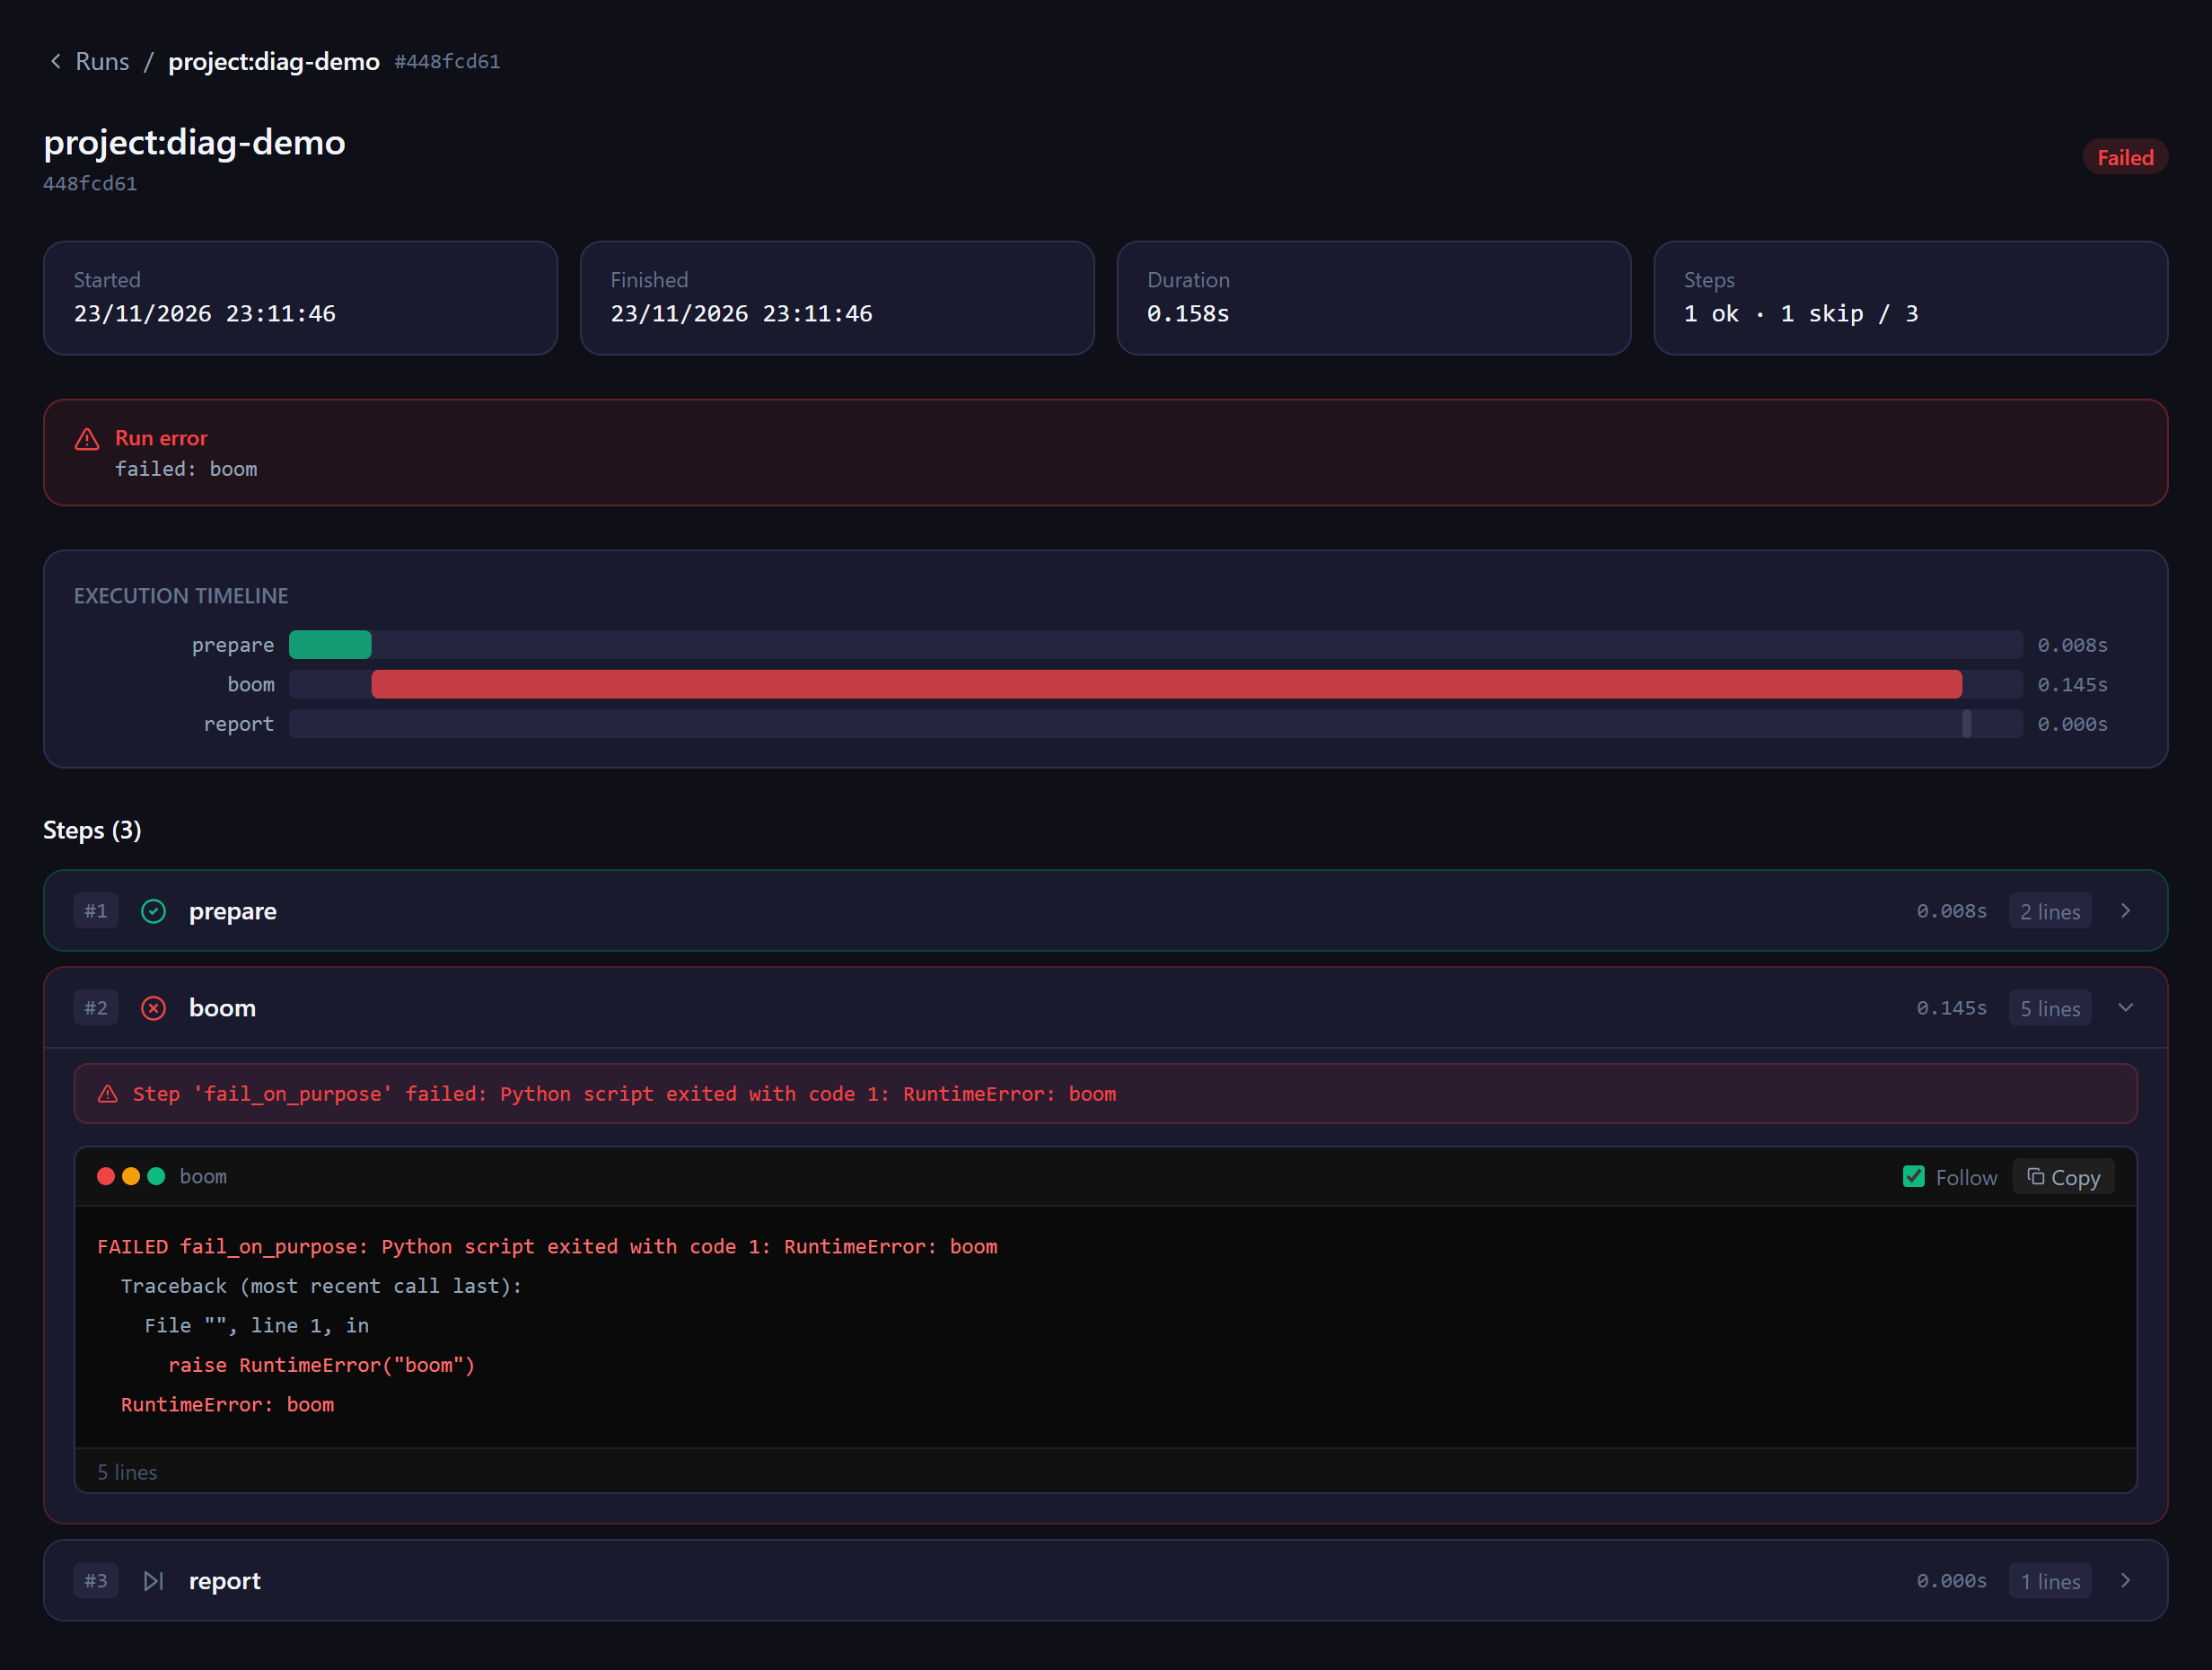 Runs / project:diag-demo #448fcd61
project:diag-demo
448fcd61
Failed
Started
23/11/2026 23:11:46
Finished
23/11/2026 23:11:46
Duration
0.158s
Steps
1 ok · 1 skip / 3
Run error
failed: boom
EXECUTION TIMELINE
prepare 0.008s
boom 0.145s
report 0.000s
Steps (3)
#1 prepare 0.008s 2 lines
#2 boom 0.145s 5 lines
Step 'fail_on_purpose' failed: Python script exited with code 1: RuntimeError: boom
boom Follow Copy
FAILED fail_on_purpose: Python script exited with code 1: RuntimeError: boom
Traceback (most recent call last):
File "", line 1, in
raise RuntimeError("boom")
RuntimeError: boom
5 lines
#3 report 0.000s 1 lines